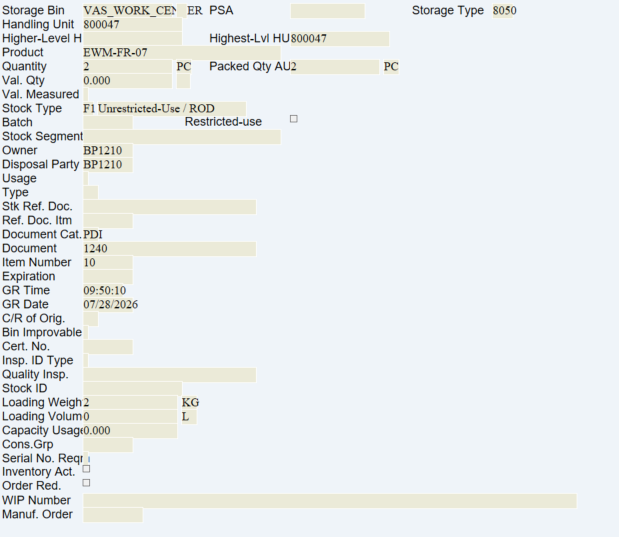 Storage Bin VAS_WORK_CENTER PSA Storage Type 8050
Handling Unit 800047
Higher-Level H Highest-Lvl HU 800047
Product EWM-FR-07
Quantity 2 PC Packed Qty AU 2 PC
Val. Qty 0.000
Val. Measured
Stock Type F1 Unrestricted-Use / ROD
Batch Restricted-use
Stock Segment
Owner BP1210
Disposal Party BP1210
Usage
Type
Stk Ref. Doc.
Ref. Doc. Itm
Document Cat. PDI
Document 1240
Item Number 10
Expiration
GR Time 09:50:10
GR Date 07/28/2026
C/R of Orig.
Bin Improvable
Cert. No.
Insp. ID Type
Quality Insp.
Stock ID
Loading Weigh 2 KG
Loading Volum 0 L
Capacity Usage 0.000
Cons.Grp
Serial No. Reqm
Inventory Act.
Order Red.
WIP Number
Manuf. Order